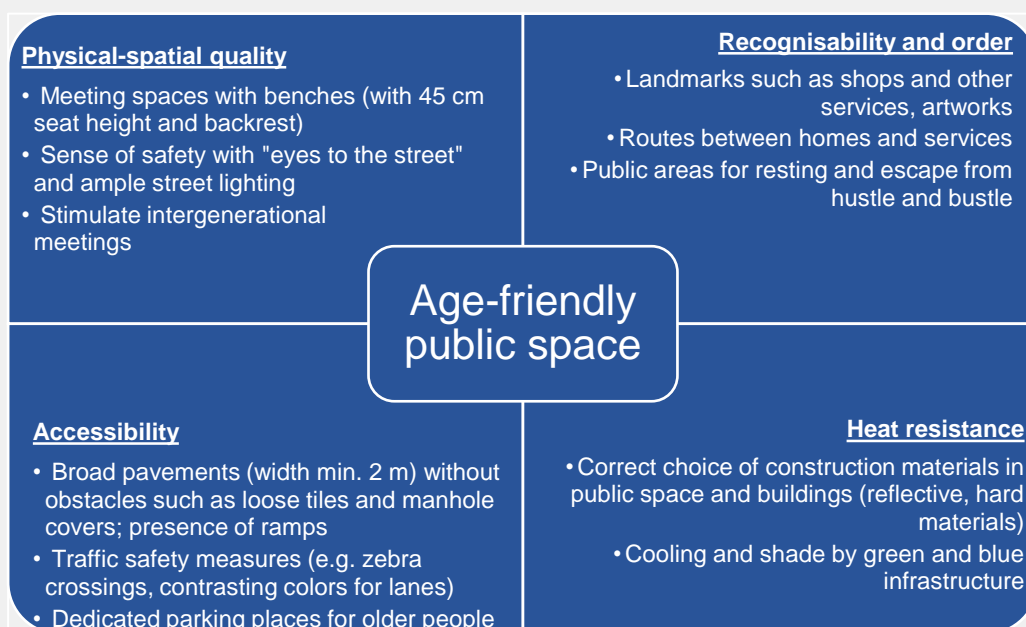 Physical-spatial quality
• Meeting spaces with benches (with 45 cm
seat height and backrest)
• Sense of safety with "eyes to the street"
and ample street lighting
• Stimulate intergenerational
meetings
Recognisability and order
• Landmarks such as shops and other
services, artworks
• Routes between homes and services
• Public areas for resting and escape from
hustle and bustle
Age-friendly
public space
Accessibility
• Broad pavements (width min. 2 m) without
obstacles such as loose tiles and manhole
covers; presence of ramps
• Traffic safety measures (e.g. zebra
crossings, contrasting colors for lanes)
• Dedicated parking places for older people
Heat resistance
• Correct choice of construction materials in
public space and buildings (reflective, hard
materials)
• Cooling and shade by green and blue
infrastructure